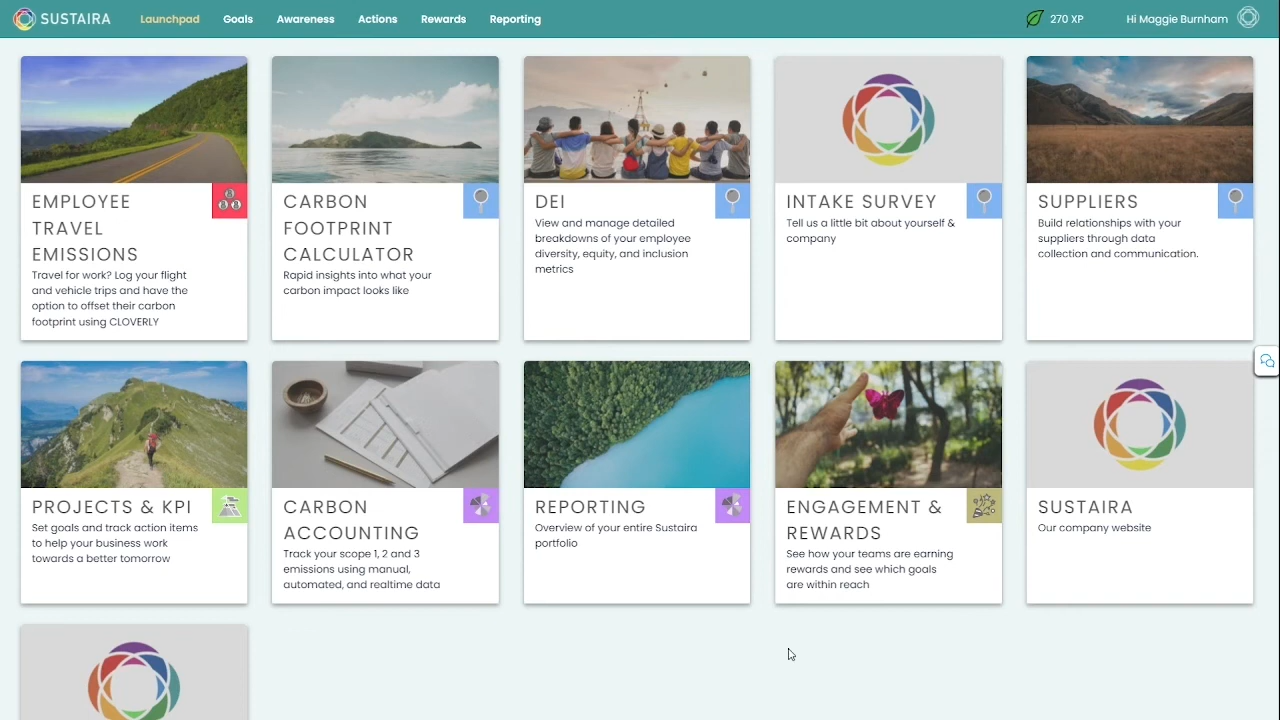 SUSTAIRA Launchpad Goals Awareness Actions Rewards Reporting 270 XP Hi Maggie Burnham
EMPLOYEE
TRAVEL
EMISSIONS
Travel for work? Log your flight
and vehicle trips and have the
option to offset their carbon
footprint using CLOVERLY
CARBON
FOOTPRINT
CALCULATOR
Rapid insights into what your
carbon impact looks like
DEI
View and manage detailed
breakdowns of your employee
diversity, equity, and inclusion
metrics
INTAKE SURVEY
Tell us a little bit about yourself &
company
SUPPLIERS
Build relationships with your
suppliers through data
collection and communication.
PROJECTS & KPI
Set goals and track action items
to help your business work
towards a better tomorrow
CARBON
ACCOUNTING
Track your scope 1, 2 and 3
emissions using manual,
automated, and realtime data
REPORTING
Overview of your entire Sustaira
portfolio
ENGAGEMENT &
REWARDS
See how your teams are earning
rewards and see which goals
are within reach
SUSTAIRA
Our company website